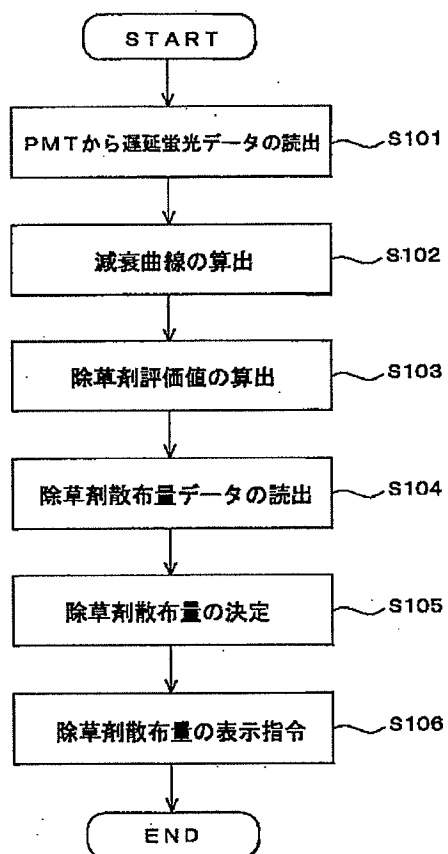 START
PMTから遅延蛍光データの読出
S101
減衰曲線の算出
S102
除草剤評価値の算出
S103
除草剤散布量データの読出
S104
除草剤散布量の決定
S105
除草剤散布量の表示指令
S106
END